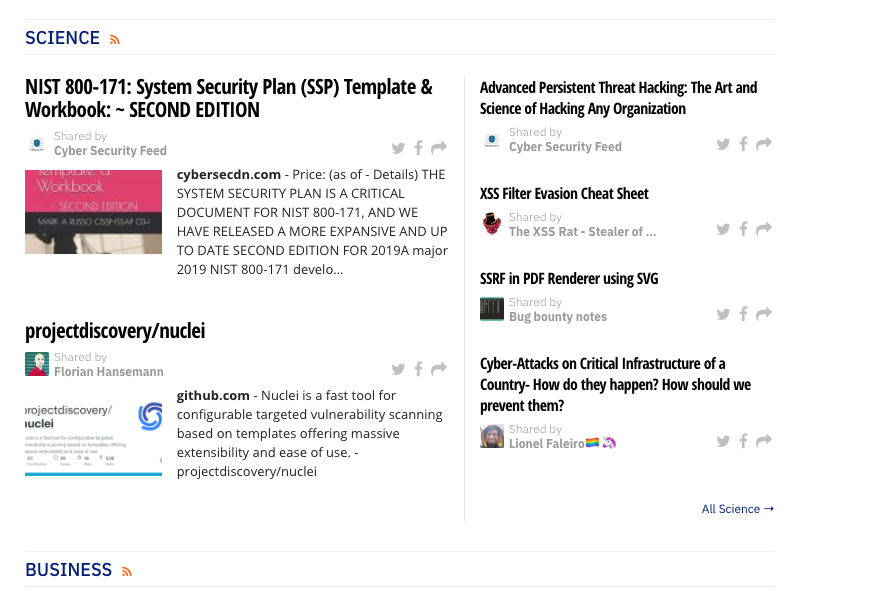 SCIENCE
NIST 800-171: System Security Plan (SSP) Template &
Workbook: ~ SECOND EDITION
Shared by
Cyber Security Feed
Template a
Workbook
~ SECOND EDITION
MARK A RUSSO CISSP-ISSAP CEH
cybersecdn.com - Price: (as of - Details) THE
SYSTEM SECURITY PLAN IS A CRITICAL
DOCUMENT FOR NIST 800-171, AND WE
HAVE RELEASED A MORE EXPANSIVE AND UP
TO DATE SECOND EDITION FOR 2019A major
2019 NIST 800-171 develo...
projectdiscovery/nuclei
Shared by
Florian Hansemann
projectdiscovery/
nuclei
github.com - Nuclei is a fast tool for
configurable targeted vulnerability scanning
based on templates offering massive
extensibility and ease of use. -
projectdiscovery/nuclei
Advanced Persistent Threat Hacking: The Art and
Science of Hacking Any Organization
Shared by
Cyber Security Feed
XSS Filter Evasion Cheat Sheet
Shared by
The XSS Rat - Stealer of ...
SSRF in PDF Renderer using SVG
Shared by
Bug bounty notes
Cyber-Attacks on Critical Infrastructure of a
Country- How do they happen? How should we
prevent them?
Shared by
Lionel Faleiro🏳️‍🌈🦄
All Science →
BUSINESS